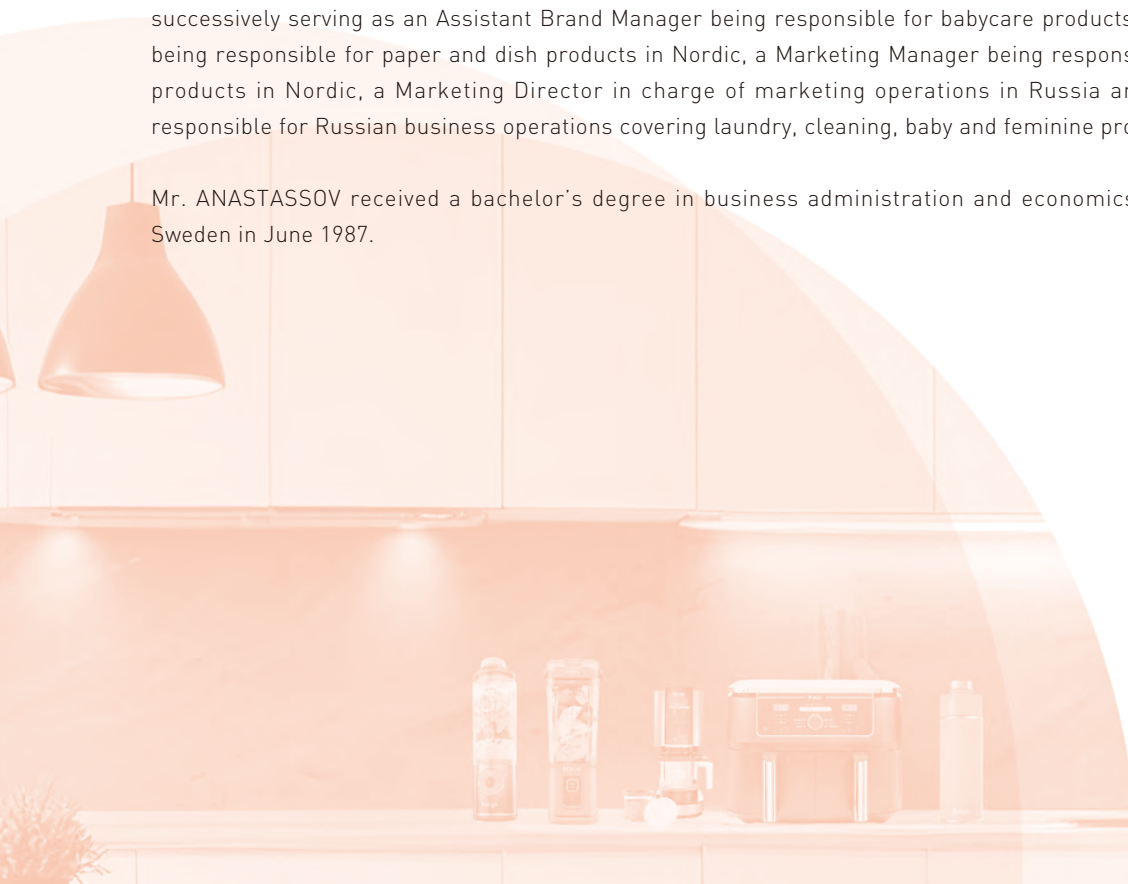 successively serving as an Assistant Brand Manager being responsible for babycare products
being responsible for paper and dish products in Nordic, a Marketing Manager being
products in Nordic, a Marketing Director in charge of marketing operations in Russia
responsible for Russian business operations covering laundry, cleaning, baby and feminine
Mr. ANASTASSOV received a bachelor’s degree in business administration and economics
Sweden in June 1987.